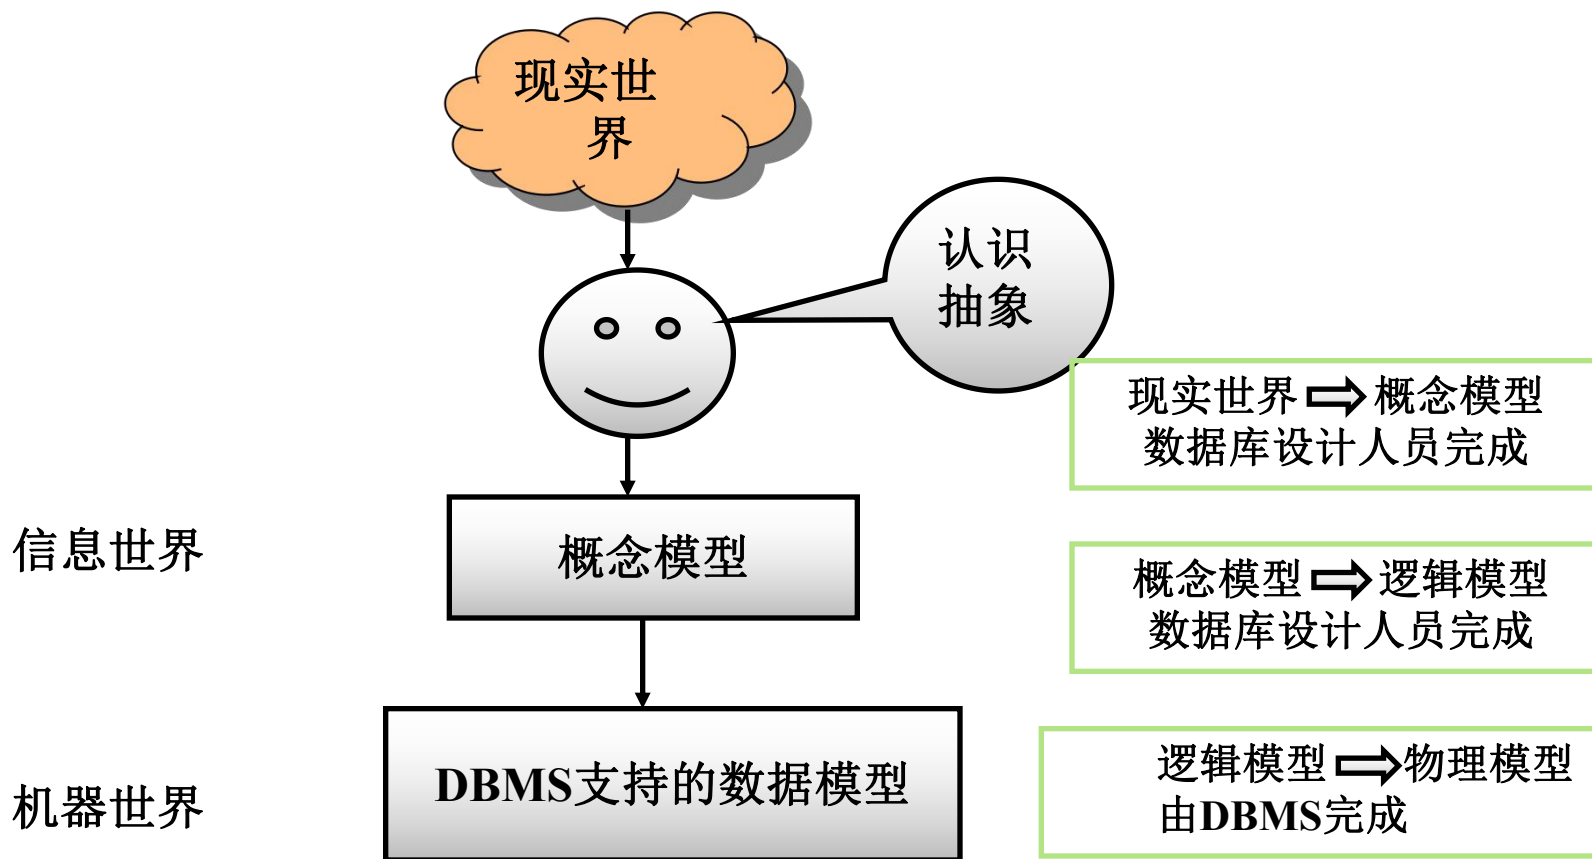 现实世
界
认识
抽象
现实世界 概念模型
数据库设计人员完成
信息世界
概念模型
概念模型 逻辑模型
数据库设计人员完成
机器世界
DBMS支持的数据模型
逻辑模型 物理模型
由DBMS完成